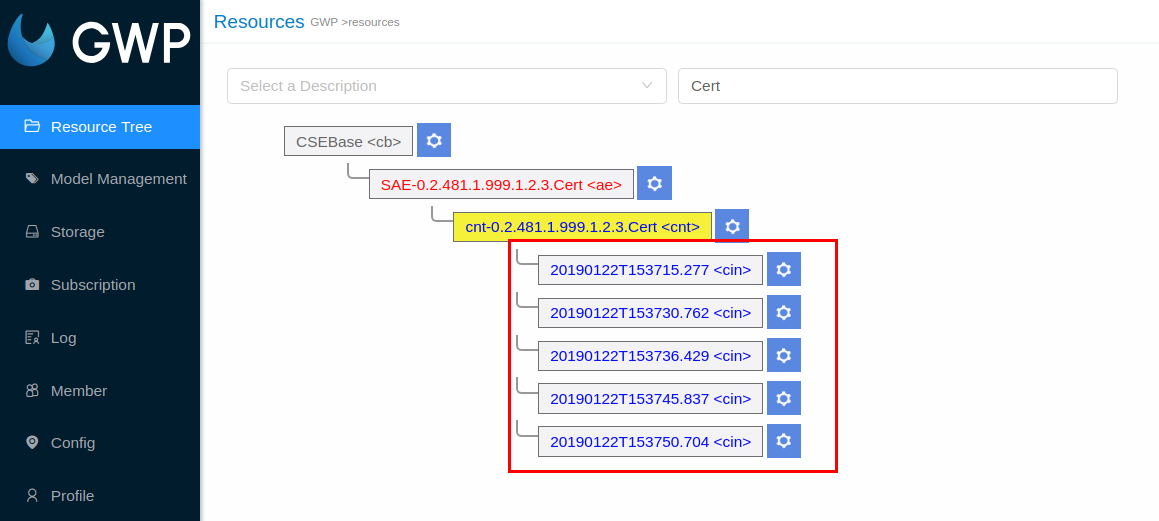 GWP
Resources GWP >resources
Select a Description
Cert
Resource Tree
Model Management
Storage
Subscription
Log
Member
Config
Profile
CSEBase <cb>
SAE-0.2.481.1.999.1.2.3.Cert <ae>
cnt-0.2.481.1.999.1.2.3.Cert <cnt>
20190122T153715.277 <cin>
20190122T153730.762 <cin>
20190122T153736.429 <cin>
20190122T153745.837 <cin>
20190122T153750.704 <cin>